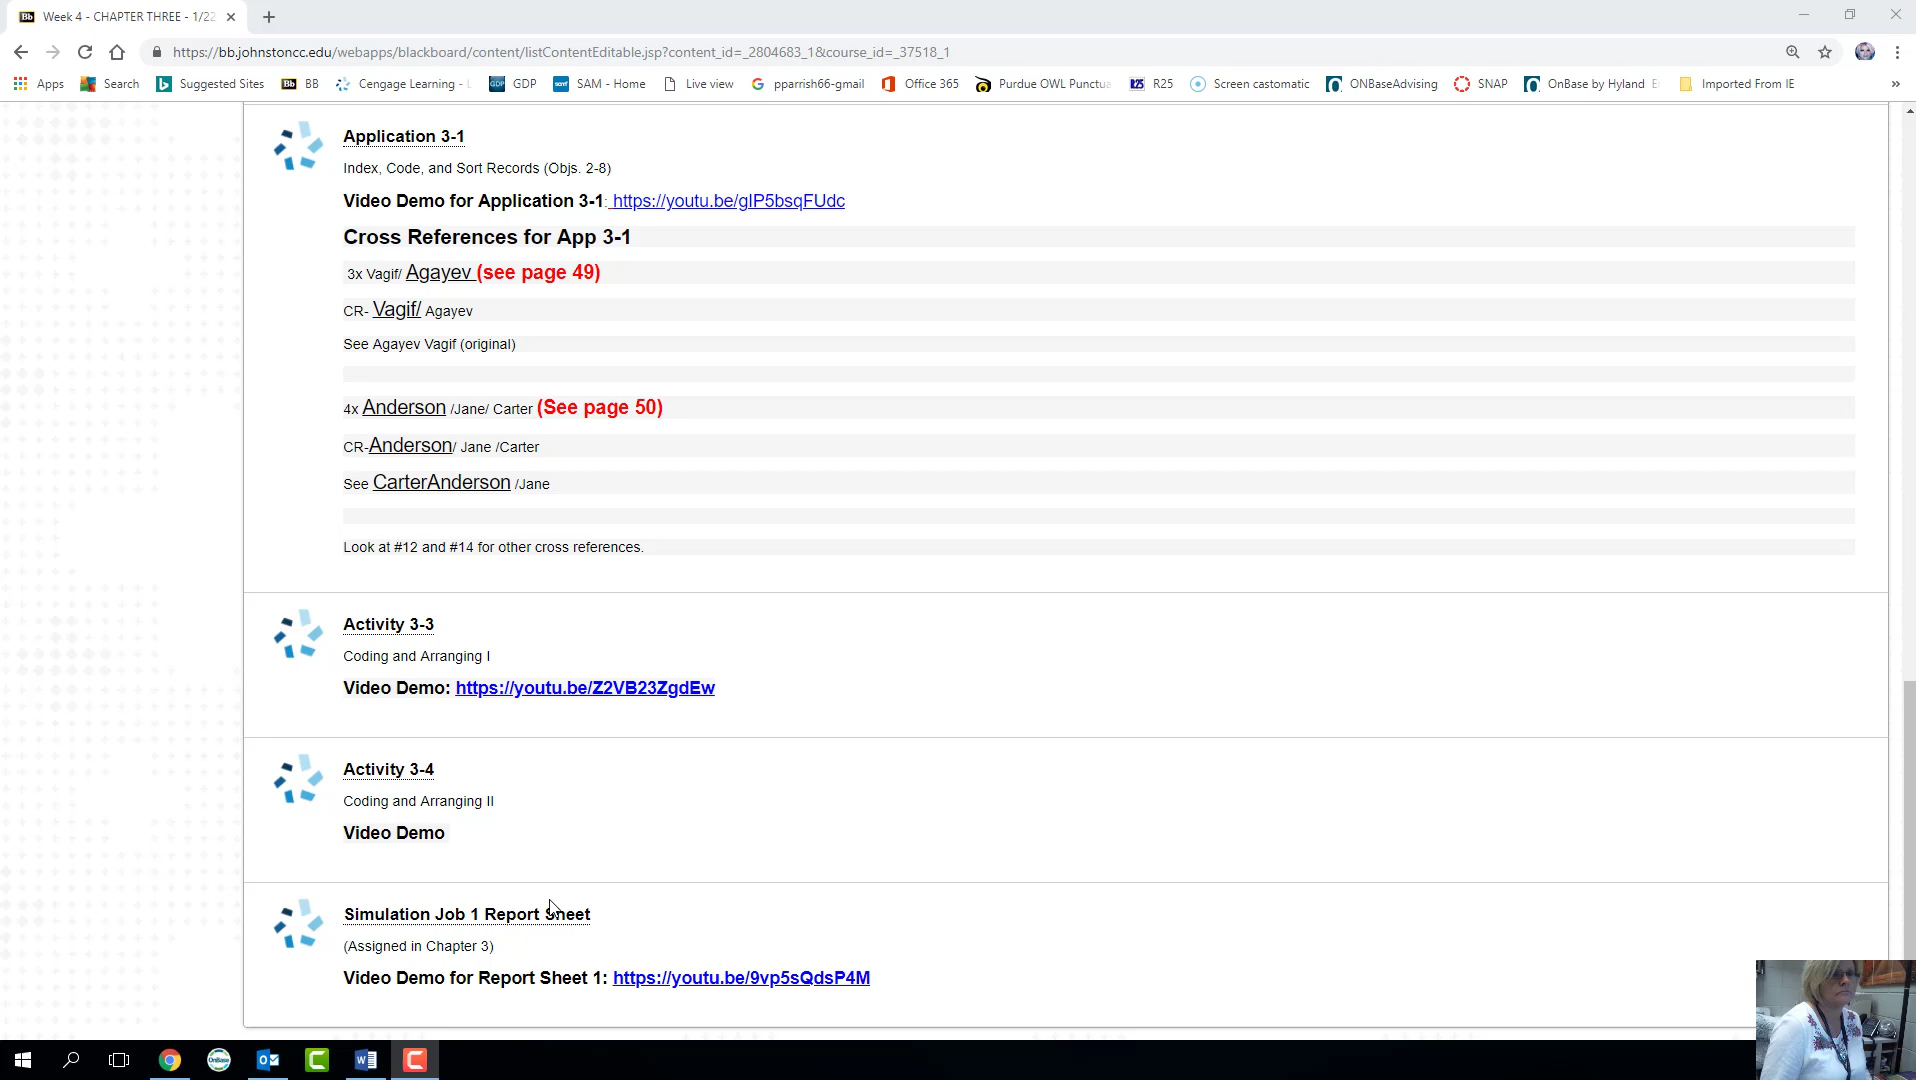 Bb Week 4 - CHAPTER THREE - 1/22
https://bb.johnstoncc.edu/webapps/blackboard/content/listContentEditable.jsp?content_id=_2804683_1&course_id=_37518_1
Apps Search Suggested Sites BB BB Cengage Learning - GDP GDP SAM - Home Live view pparrish66-gmail Office 365 Purdue OWL Punctua R25 R25 Screen castomatic ONBaseAdvising SNAP OnBase by Hyland Imported From IE »
Application 3-1
Index, Code, and Sort Records (Objs. 2-8)
Video Demo for Application 3-1: https://youtu.be/gIP5bsqFUdc
Cross References for App 3-1
3x Vagif/ Agayev (see page 49)
CR- Vagif/ Agayev
See Agayev Vagif (original)
4x Anderson /Jane/ Carter (See page 50)
CR-Anderson/ Jane /Carter
See CarterAnderson /Jane
Look at #12 and #14 for other cross references.
Activity 3-3
Coding and Arranging I
Video Demo: https://youtu.be/Z2VB23ZgdEw
Activity 3-4
Coding and Arranging II
Video Demo
Simulation Job 1 Report Sheet
(Assigned in Chapter 3)
Video Demo for Report Sheet 1: https://youtu.be/9vp5sQdsP4M
OnBase